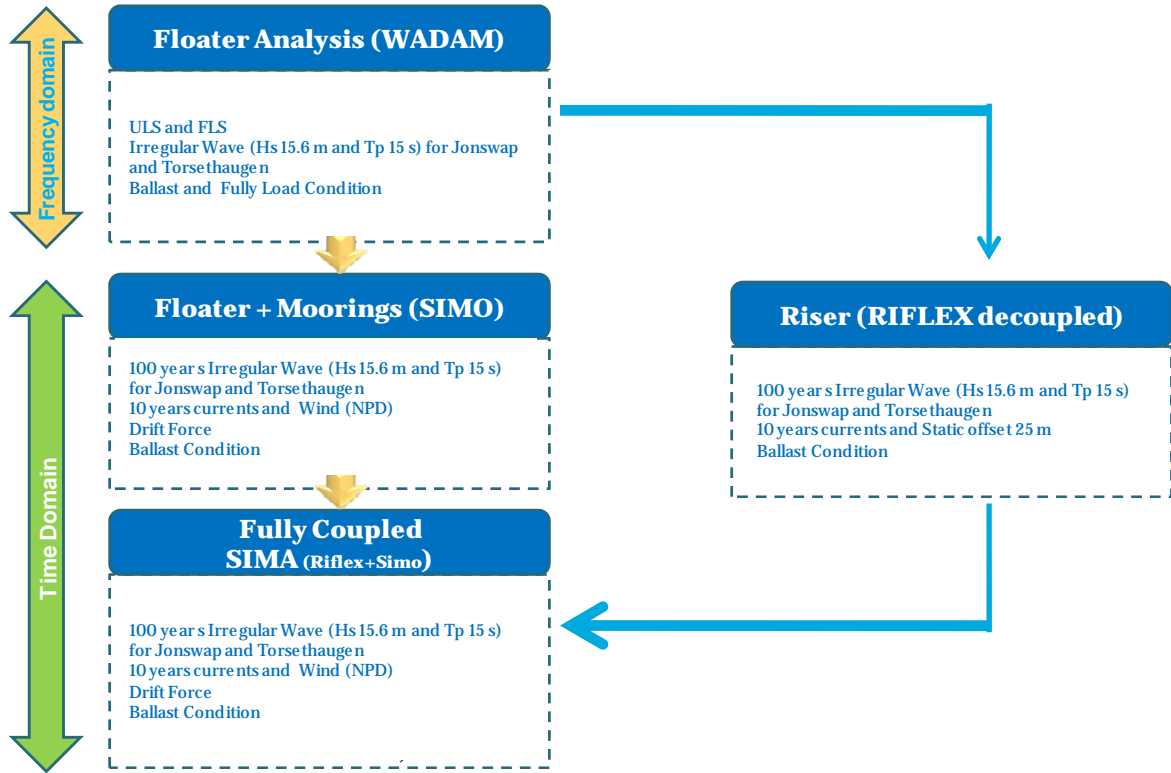 Frequency domain
Floater Analysis (WADAM)
ULS and FLS
Irregular Wave (Hs 15.6 m and Tp 15 s) for Jonswap
and Torsethaugen
Ballast and Fully Load Condition
Time Domain
Floater + Moorings (SIMO)
100 years Irregular Wave (Hs 15.6 m and Tp 15 s)
for Jonswap and Torsethaugen
10 years currents and Wind (NPD)
Drift Force
Ballast Condition
Riser (RIFLEX decoupled)
100 years Irregular Wave (Hs 15.6 m and Tp 15 s)
for Jonswap and Torsethaugen
10 years currents and Static offset 25 m
Ballast Condition
Fully Coupled
SIMA (Riflex+Simo)
100 years Irregular Wave (Hs 15.6 m and Tp 15 s)
for Jonswap and Torsethaugen
10 years currents and Wind (NPD)
Drift Force
Ballast Condition